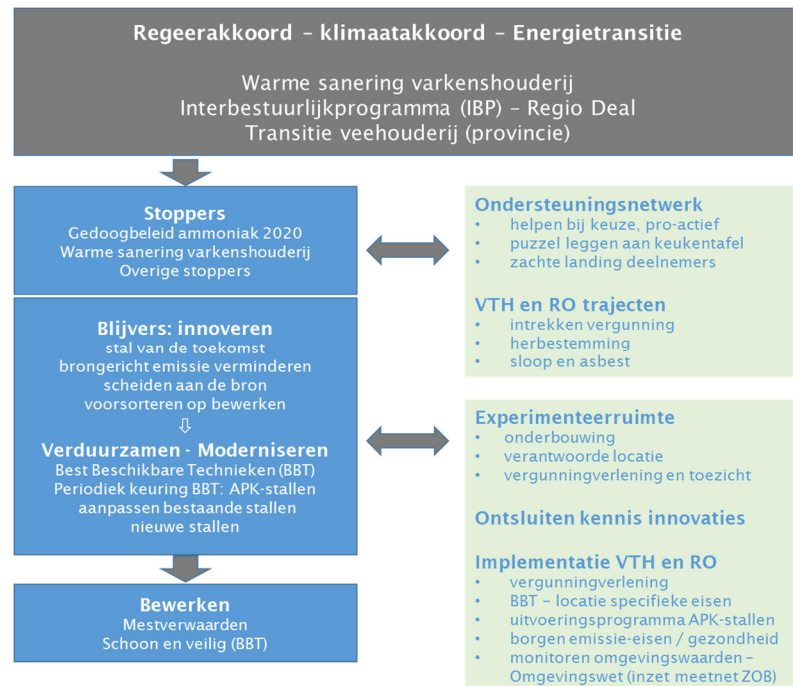 Regeerakkoord – klimaatakkoord – Energietransitie
Warme sanering varkenshouderij
Interbestuurlijkprogramma (IBP) – Regio Deal
Transitie veehouderij (provincie)
Stoppers
Gedoogbeleid ammoniak 2020
Warme sanering varkenshouderij
Overige stoppers
Ondersteuningsnetwerk
• helpen bij keuze, pro-actief
• puzzel leggen aan keukentafel
• zachte landing deelnemers
VTH en RO trajecten
• intrekken vergunning
• herbestemming
• sloop en asbest
Blijvers: innoveren
stal van de toekomst
brongericht emissie verminderen
scheiden aan de bron
voorsorteren op bewerken
⇩
Verduurzamen - Moderniseren
Best Beschikbare Technieken (BBT)
Periodiek keuring BBT: APK-stallen
aanpassen bestaande stallen
nieuwe stallen
Experimenteerruimte
• onderbouwing
• verantwoorde locatie
• vergunningverlening en toezicht
Ontsluiten kennis innovaties
Implementatie VTH en RO
• vergunningverlening
• BBT – locatie specifieke eisen
• uitvoeringsprogramma APK-stallen
• borgen emissie-eisen / gezondheid
• monitoren omgevingswaarden –
Omgevingswet (inzet meetnet ZOB)
Bewerken
Mestverwaarden
Schoon en veilig (BBT)